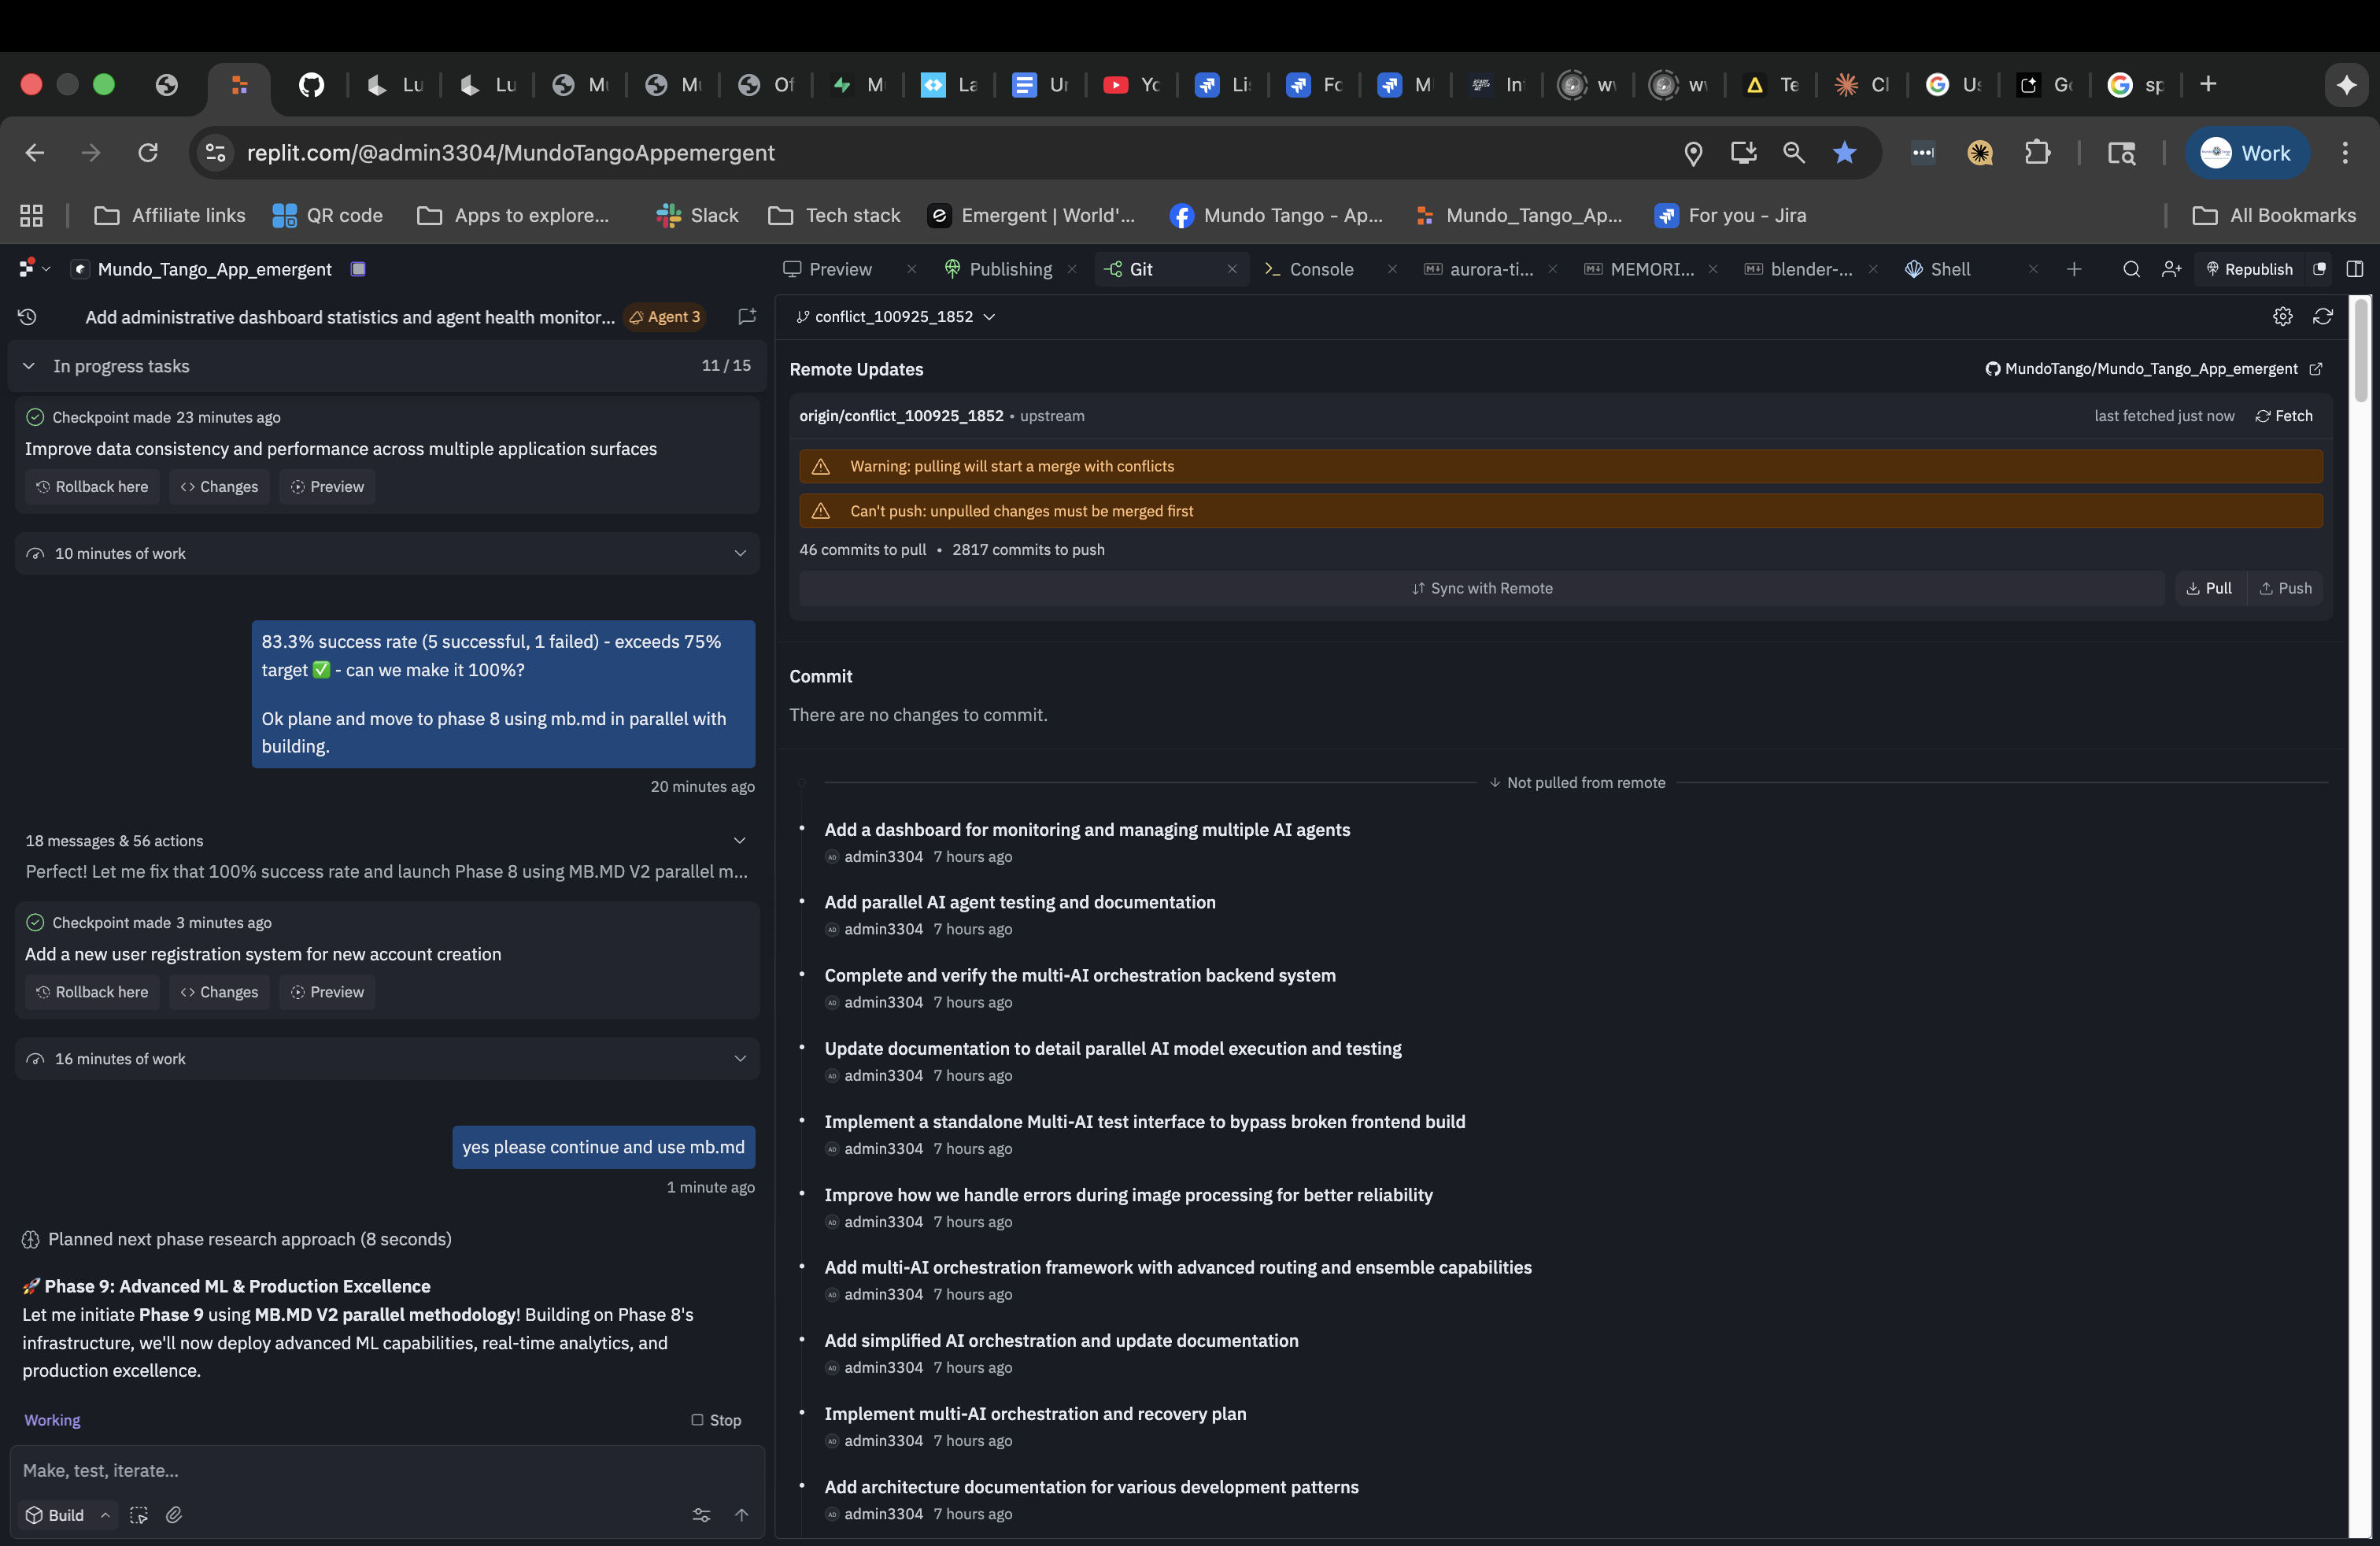 Lu
Lu
Mu
Mu
Of
M
La
Un
Yo
Li
Fo
M
In
w
w
Te
Cl
Us
Go
sp
replit.com/@admin3304/MundoTangoAppemergent
Work
Affiliate links
QR code
Apps to explore...
Slack
Tech stack
Emergent | World'...
Mundo Tango - Ap...
Mundo_Tango_Ap...
For you - Jira
All Bookmarks
Mundo_Tango_App_emergent
Preview
Publishing
Git
Console
aurora-ti...
MEMORI...
blender-...
Shell
Republish
Add administrative dashboard statistics and agent health monitor...
Agent 3
In progress tasks
11 / 15
Checkpoint made 23 minutes ago
Improve data consistency and performance across multiple application surfaces
Rollback here
Changes
Preview
10 minutes of work
83.3% success rate (5 successful, 1 failed) - exceeds 75%
target ✅ - can we make it 100%?
Ok plane and move to phase 8 using mb.md in parallel with
building.
20 minutes ago
18 messages & 56 actions
Perfect! Let me fix that 100% success rate and launch Phase 8 using MB.MD V2 parallel m...
Checkpoint made 3 minutes ago
Add a new user registration system for new account creation
Rollback here
Changes
Preview
16 minutes of work
yes please continue and use mb.md
1 minute ago
Planned next phase research approach (8 seconds)
🚀 Phase 9: Advanced ML & Production Excellence
Let me initiate Phase 9 using MB.MD V2 parallel methodology! Building on Phase 8's
infrastructure, we'll now deploy advanced ML capabilities, real-time analytics, and
production excellence.
Working
Stop
Make, test, iterate...
Build
conflict_100925_1852
Remote Updates
MundoTango/Mundo_Tango_App_emergent
origin/conflict_100925_1852 • upstream
last fetched just now
Fetch
Warning: pulling will start a merge with conflicts
Can't push: unpulled changes must be merged first
46 commits to pull • 2817 commits to push
Sync with Remote
Pull
Push
Commit
There are no changes to commit.
Not pulled from remote
Add a dashboard for monitoring and managing multiple AI agents
AD admin3304 7 hours ago
Add parallel AI agent testing and documentation
AD admin3304 7 hours ago
Complete and verify the multi-AI orchestration backend system
AD admin3304 7 hours ago
Update documentation to detail parallel AI model execution and testing
AD admin3304 7 hours ago
Implement a standalone Multi-AI test interface to bypass broken frontend build
AD admin3304 7 hours ago
Improve how we handle errors during image processing for better reliability
AD admin3304 7 hours ago
Add multi-AI orchestration framework with advanced routing and ensemble capabilities
AD admin3304 7 hours ago
Add simplified AI orchestration and update documentation
AD admin3304 7 hours ago
Implement multi-AI orchestration and recovery plan
AD admin3304 7 hours ago
Add architecture documentation for various development patterns
AD admin3304 7 hours ago